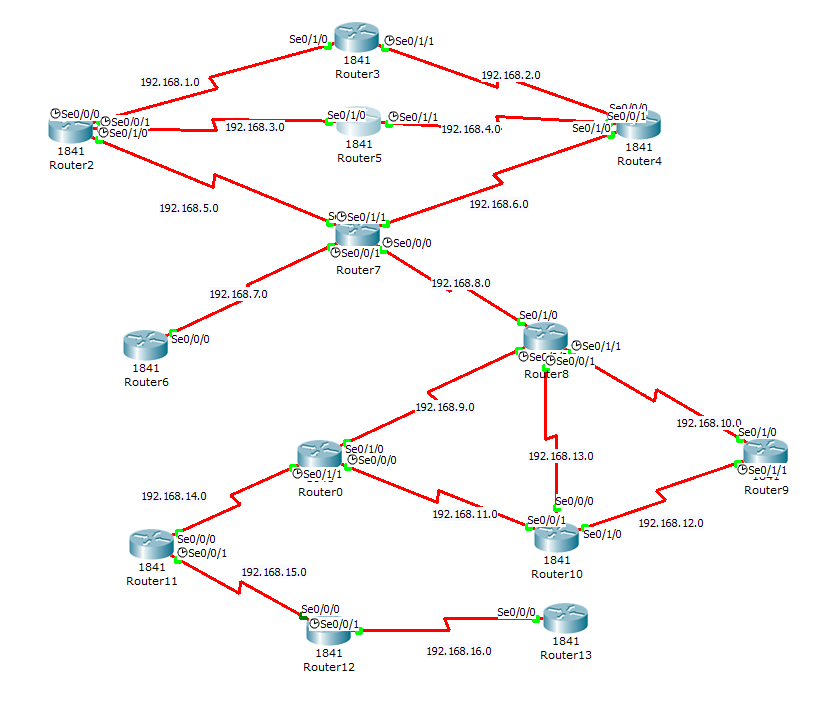 Se0/1/0
Se0/1/1
1841
Router3
192.168.1.0
192.168.2.0
Se0/0/0
Se0/0/1
Se0/1/0
1841
Router2
192.168.3.0
Se0/1/0
Se0/1/1
1841
Router5
192.168.4.0
Se0/0/0
Se0/0/1
Se0/1/0
1841
Router4
192.168.5.0
192.168.6.0
Se0/1/1
Se0/0/0
Se0/0/1
Router7
192.168.7.0
192.168.8.0
Se0/0/0
1841
Router6
Se0/1/0
Se0/1/1
Se0/0/1
Router8
192.168.9.0
192.168.10.0
192.168.13.0
Se0/1/0
Se0/0/0
Se0/1/1
Router0
Se0/1/0
Se0/1/1
1841
Router9
192.168.14.0
192.168.11.0
192.168.12.0
Se0/0/0
Se0/0/1
Se0/1/0
1841
Router10
Se0/0/0
Se0/0/1
1841
Router11
192.168.15.0
Se0/0/0
Se0/0/1
1841
Router12
192.168.16.0
Se0/0/0
1841
Router13